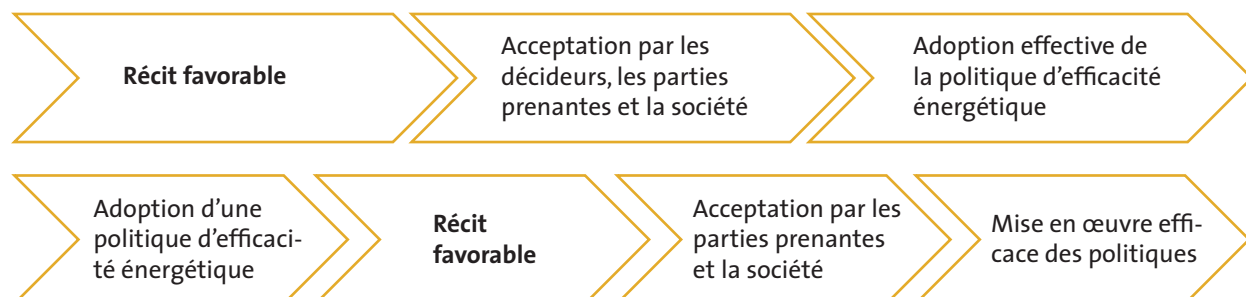 Récit favorable
Acceptation par les
décideurs, les parties
prenantes et la société
Adoption effective de
la politique d'efficacité
énergétique
Adoption d'une
politique d'efficaci-
té énergétique
Récit
favorable
Acceptation par les
parties prenantes
et la société
Mise en œuvre effi-
cace des politiques